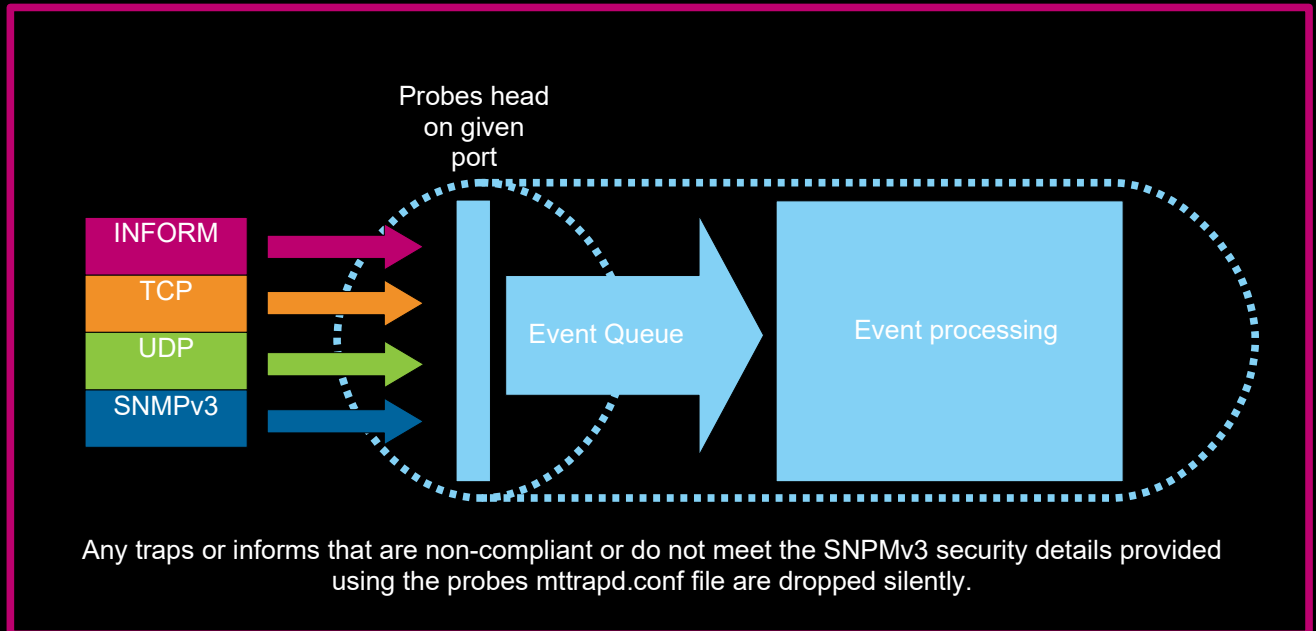 Probes head
on given
port
INFORM
TCP
UDP
SNMPv3
Event Queue
Event processing
Any traps or informs that are non-compliant or do not meet the SNPMv3 security details provided
using the probes mttrapd.conf file are dropped silently.